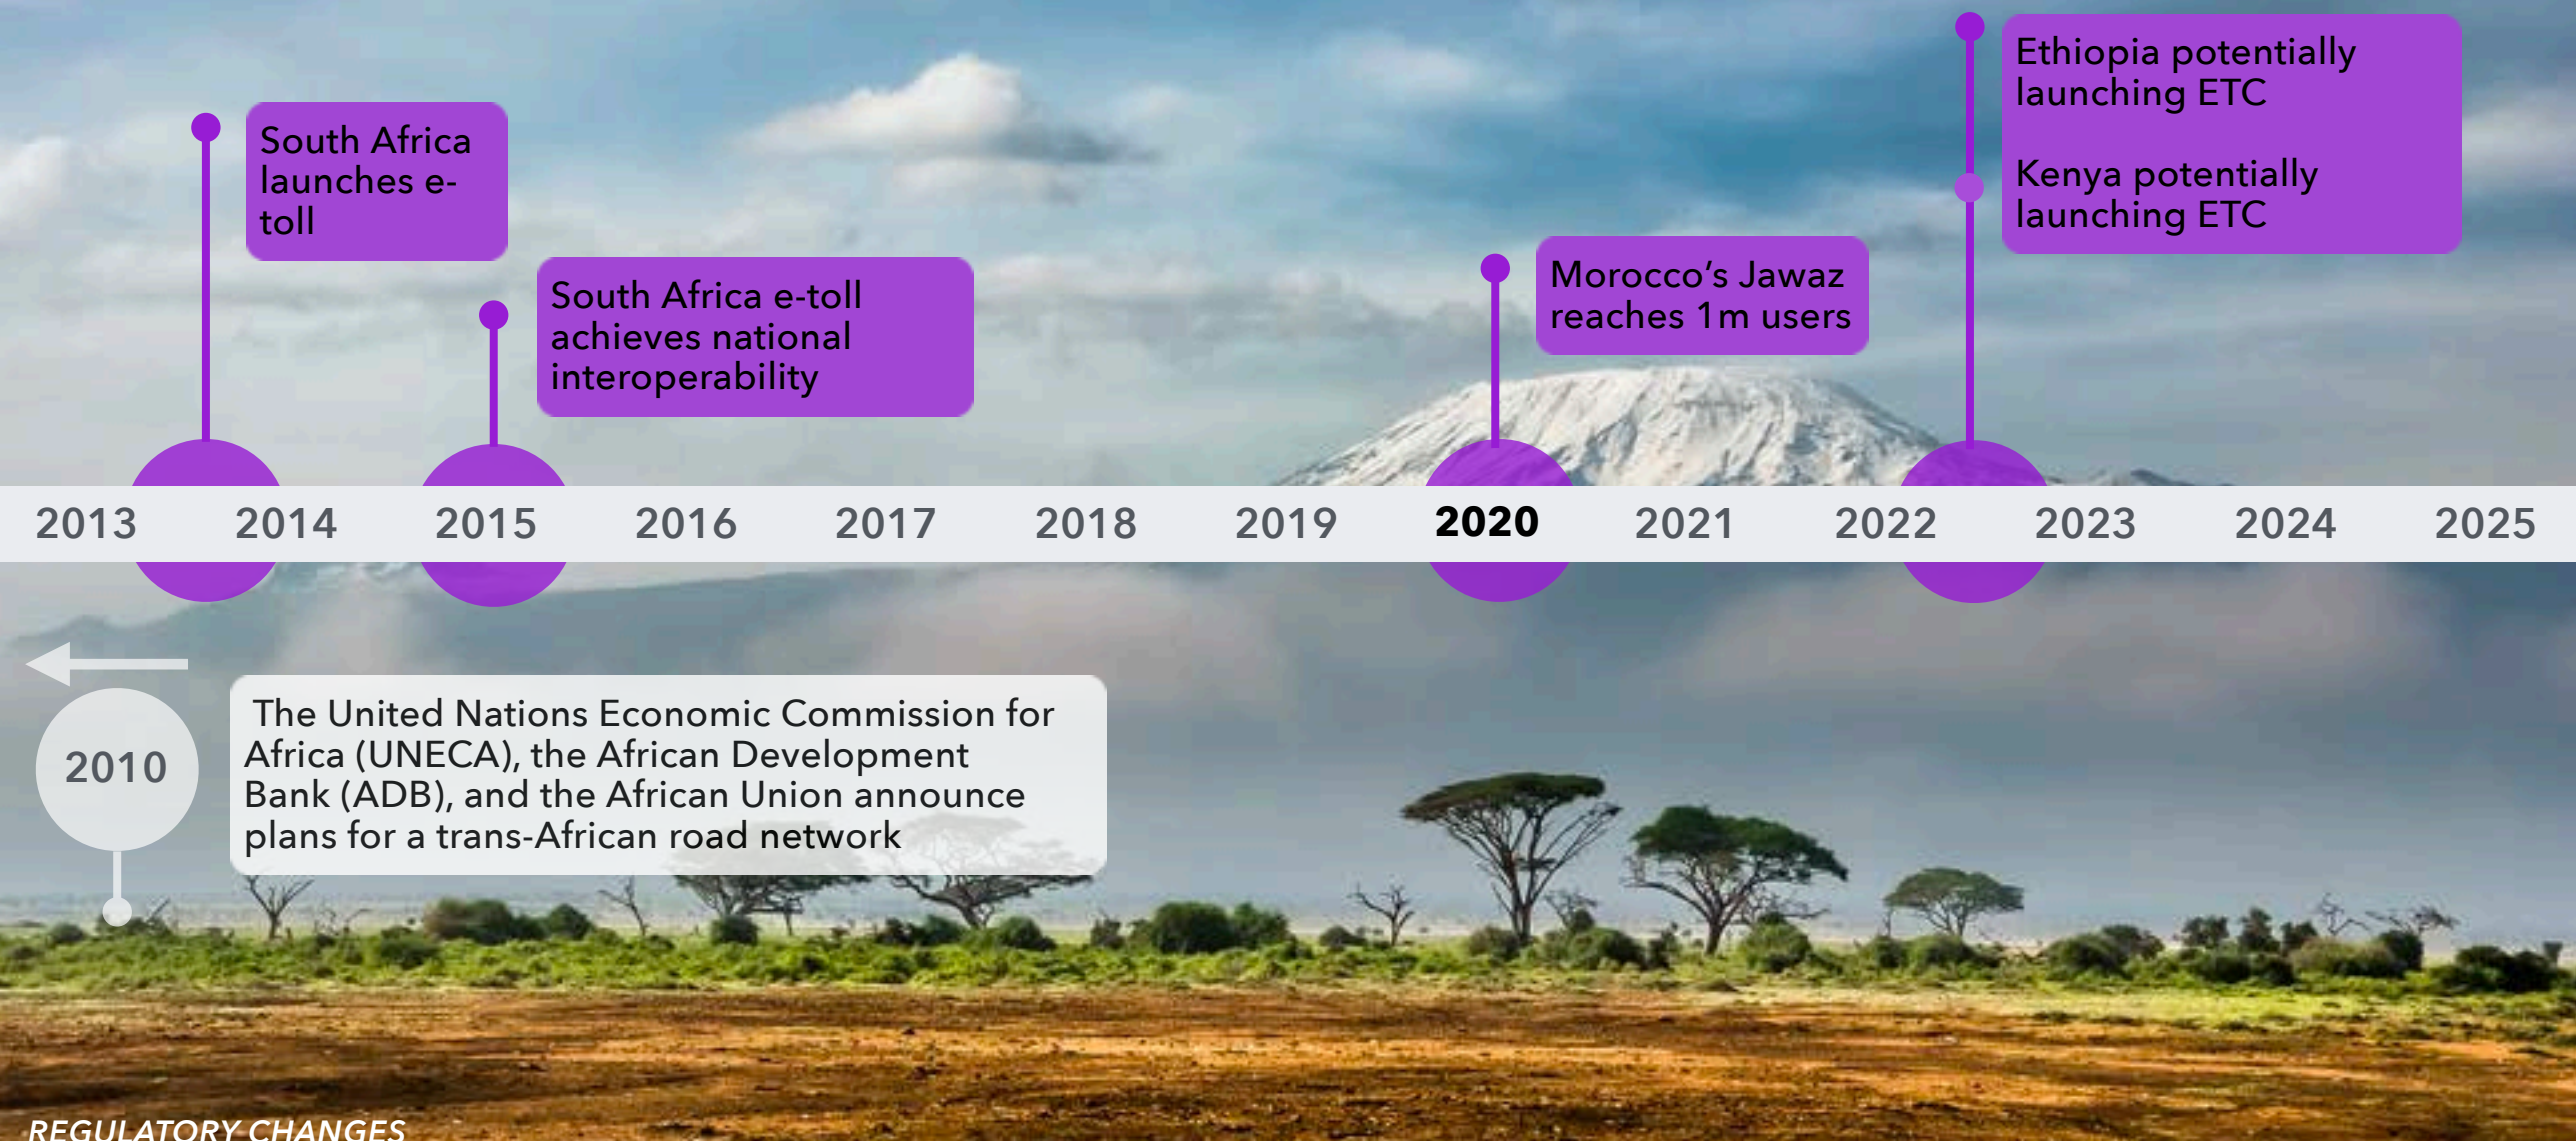 Ethiopia potentially
launching ETC
Kenya potentially
launching ETC
South Africa
launches e-
toll
South Africa e-toll
achieves national
interoperability
Morocco’s Jawaz
reaches 1m users
2013 2014 2015 2016 2017 2018 2019 2020 2021 2022 2023 2024 2025
2010
The United Nations Economic Commission for
Africa (UNECA), the African Development
Bank (ADB), and the African Union announce
plans for a trans-African road network
REGULATORY CHANGES